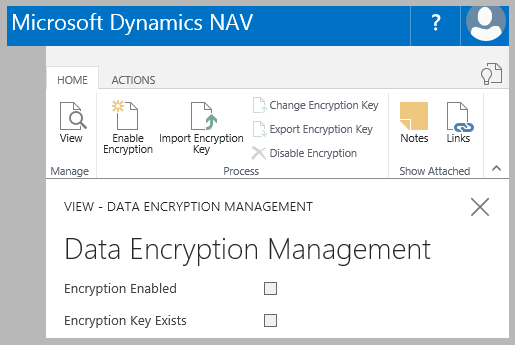 Microsoft Dynamics NAV
?
HOME
ACTIONS
View
Enable
Encryption
Import Encryption
Key
Change Encryption Key
Export Encryption Key
Disable Encryption
Notes
Links
Manage
Process
Show Attached
VIEW - DATA ENCRYPTION MANAGEMENT
Data Encryption Management
Encryption Enabled
Encryption Key Exists